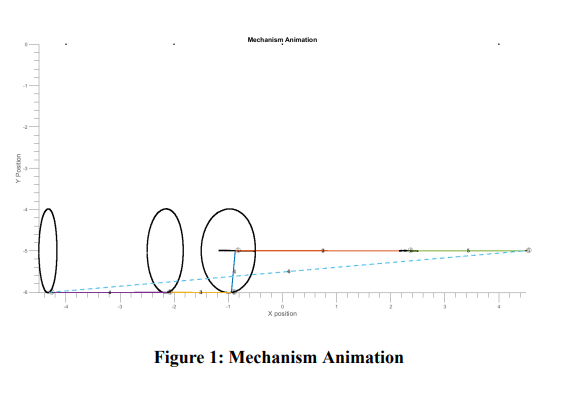 Mechanism Animation
0
-1
-2
-3
-4
-5
-6
Y Position
-4 -3 -2 -1 0 1 2 3 4
X position
Figure 1: Mechanism Animation